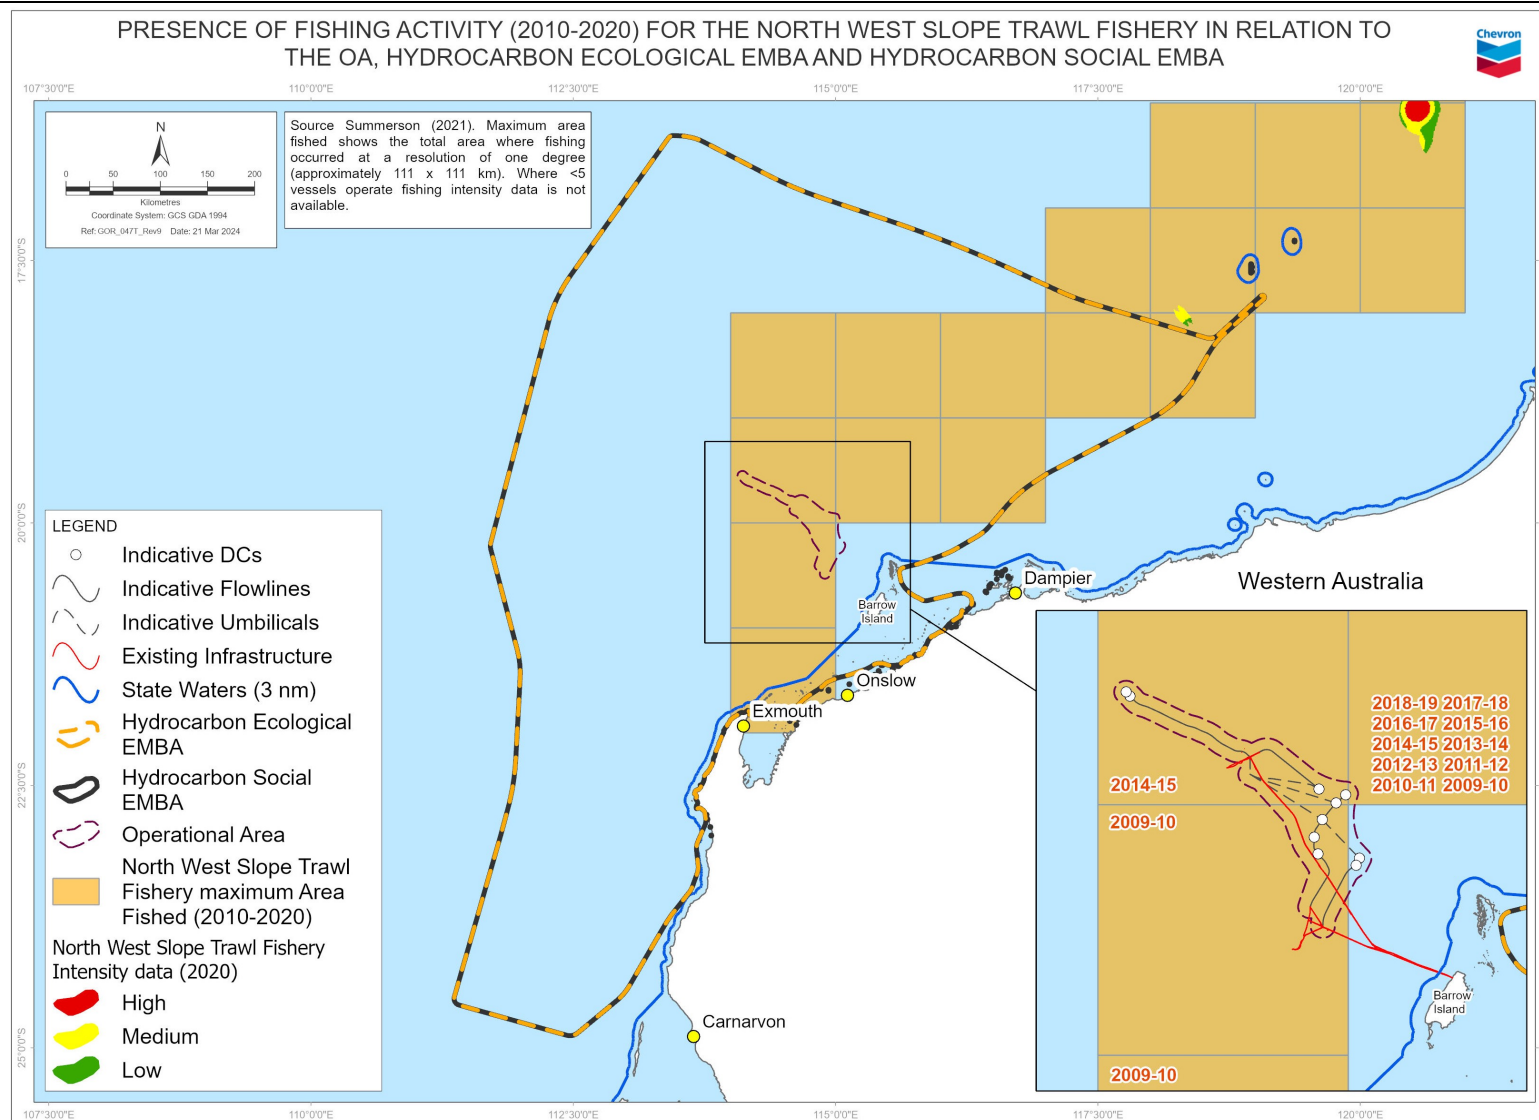 PRESENCE OF FISHING ACTIVITY (2010-2020) FOR THE NORTH WEST SLOPE TRAWL FISHERY IN RELATION TO
THE OA, HYDROCARBON ECOLOGICAL EMBA AND HYDROCARBON SOCIAL EMBA
Chevron
107°30'0"E
110°0'0"E
112°30'0"E
115°0'0"E
117°30'0"E
120°0'0"E
N
0 50 100 150 200
Kilometres
Coordinate System: GCS GDA 1994
Ref: GOR_047T_Rev9 Date: 21 Mar 2024
Source Summerson (2021). Maximum area
fished shows the total area where fishing
occurred at a resolution of one degree
(approximately 111 x 111 km). Where <5
vessels operate fishing intensity data is not
available.
17°30'0"S
20°0'0"S
22°30'0"S
25°0'0"S
LEGEND
Indicative DCs
Indicative Flowlines
Indicative Umbilicals
Existing Infrastructure
State Waters (3 nm)
Hydrocarbon Ecological
EMBA
Hydrocarbon Social
EMBA
Operational Area
North West Slope Trawl
Fishery maximum Area
Fished (2010-2020)
North West Slope Trawl Fishery
Intensity data (2020)
High
Medium
Low
Dampier
Western Australia
Barrow
Island
Onslow
Exmouth
Carnarvon
2018-19 2017-18
2016-17 2015-16
2014-15 2013-14
2012-13 2011-12
2010-11 2009-10
2014-15
2009-10
Barrow
Island
2009-10
107°30'0"E
110°0'0"E
112°30'0"E
115°0'0"E
117°30'0"E
120°0'0"E